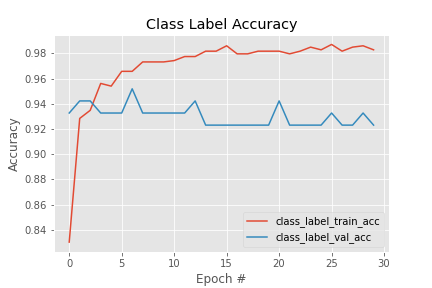 Class Label Accuracy
Accuracy
0.98
0.96
0.94
0.92
0.90
0.88
0.86
0.84
class_label_train_acc
class_label_val_acc
0 5 10 15 20 25 30
Epoch #